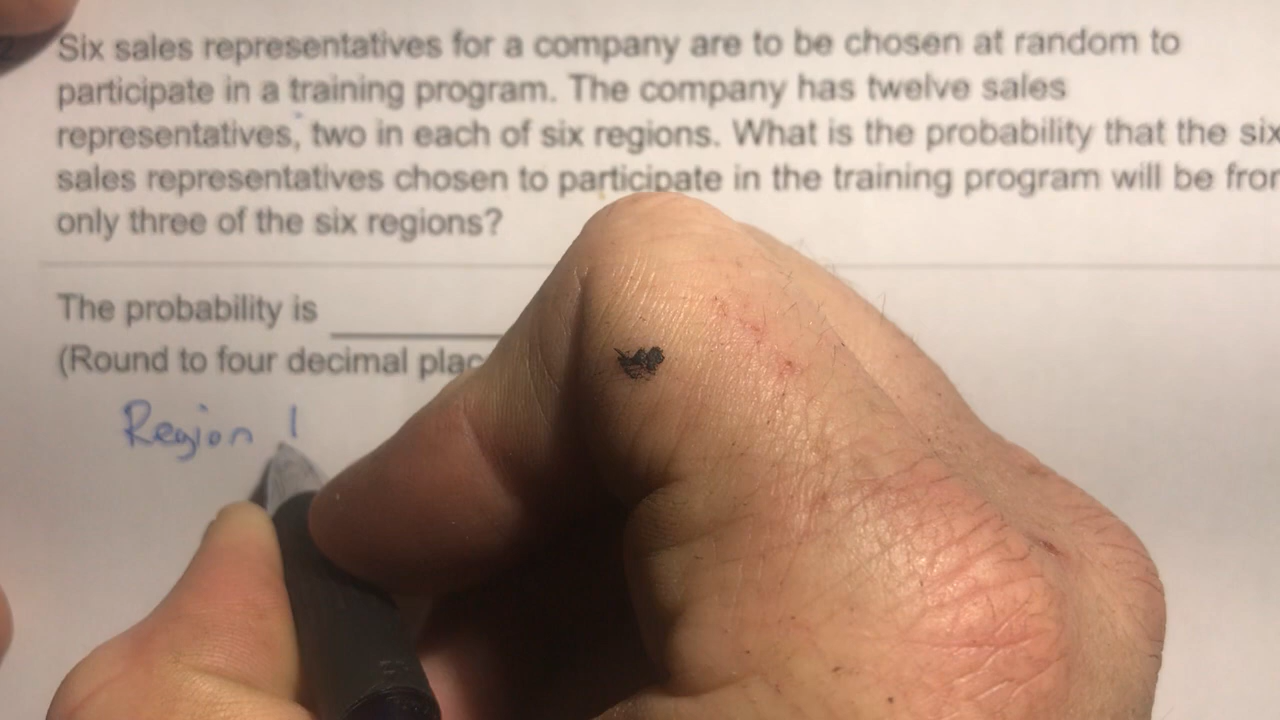 Six sales representatives for a company are to be chosen at random to
participate in a training program. The company has twelve sales
representatives, two in each of six regions. What is the probability that the six
sales representatives chosen to participate in the training program will be fro
only three of the six regions?
The probability is
(Round to four decimal plac
Region 1